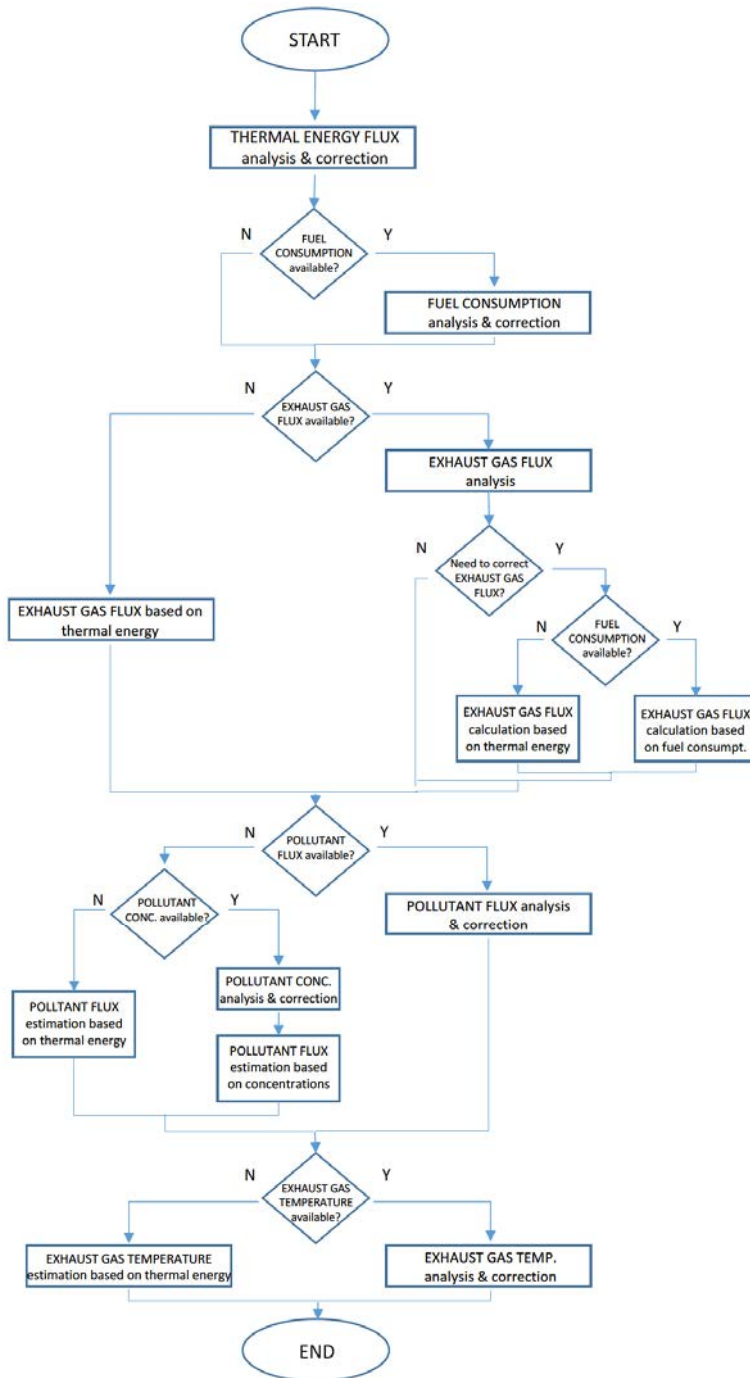 START
THERMAL ENERGY FLUX
analysis & correction
N
Y
FUEL
CONSUMPTION
available?
FUEL CONSUMPTION
analysis & correction
N
Y
EXHAUST GAS
FLUX available?
EXHAUST GAS FLUX
analysis
N
Y
Need to correct
EXHAUST GAS
FLUX?
EXHAUST GAS FLUX based on
thermal energy
N
Y
FUEL
CONSUMPTION
available?
EXHAUST GAS FLUX
calculation based
on thermal energy
EXHAUST GAS FLUX
calculation based
on fuel consumpt.
N
Y
POLLUTANT
FLUX available?
N
Y
POLLUTANT
CONC. available?
POLLUTANT FLUX analysis
& correction
POLLUTANT CONC.
analysis & correction
POLLTANT FLUX
estimation based
on thermal energy
POLLUTANT FLUX
estimation based
on concentrations
N
Y
EXHAUST GAS
TEMPERATURE
available?
EXHAUST GAS TEMPERATURE
estimation based on thermal energy
EXHAUST GAS TEMP.
analysis & correction
END